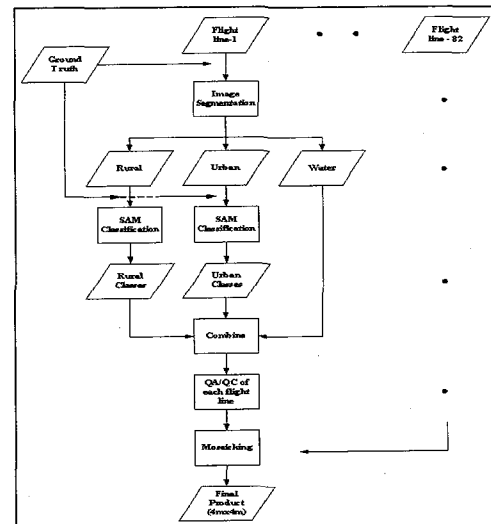 Flight
line-1
Flight
line - 82
Ground
Truth
Image
Segmentation
Rural
Urban
Water
SAM
Classification
SAM
Classification
Rural
Classes
Urban
Classes
Combine
QA/QC of
each flight
line
Mosaicking
Final
Product
(4mx4m)